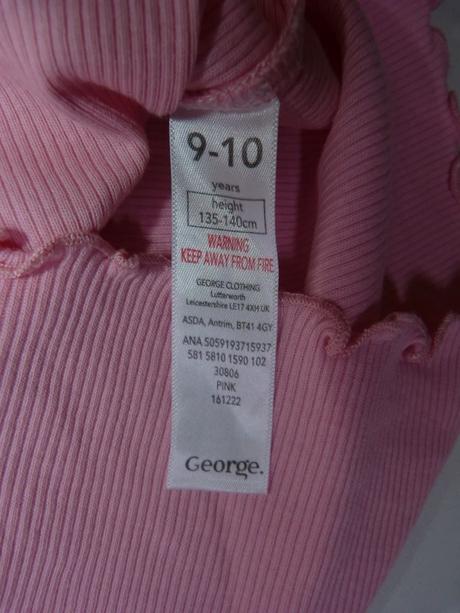 9-10
years
height
135-140cm
WARNING
KEEP AWAY FROM FIRE
GEORGE CLOTHING
Lutterworth
Leicestershire LE17 4XH UK
ASDA, Antrim, BT41 4GY
ANA 5059193715937
581 5810 1590 102
30806
PINK
161222
George.